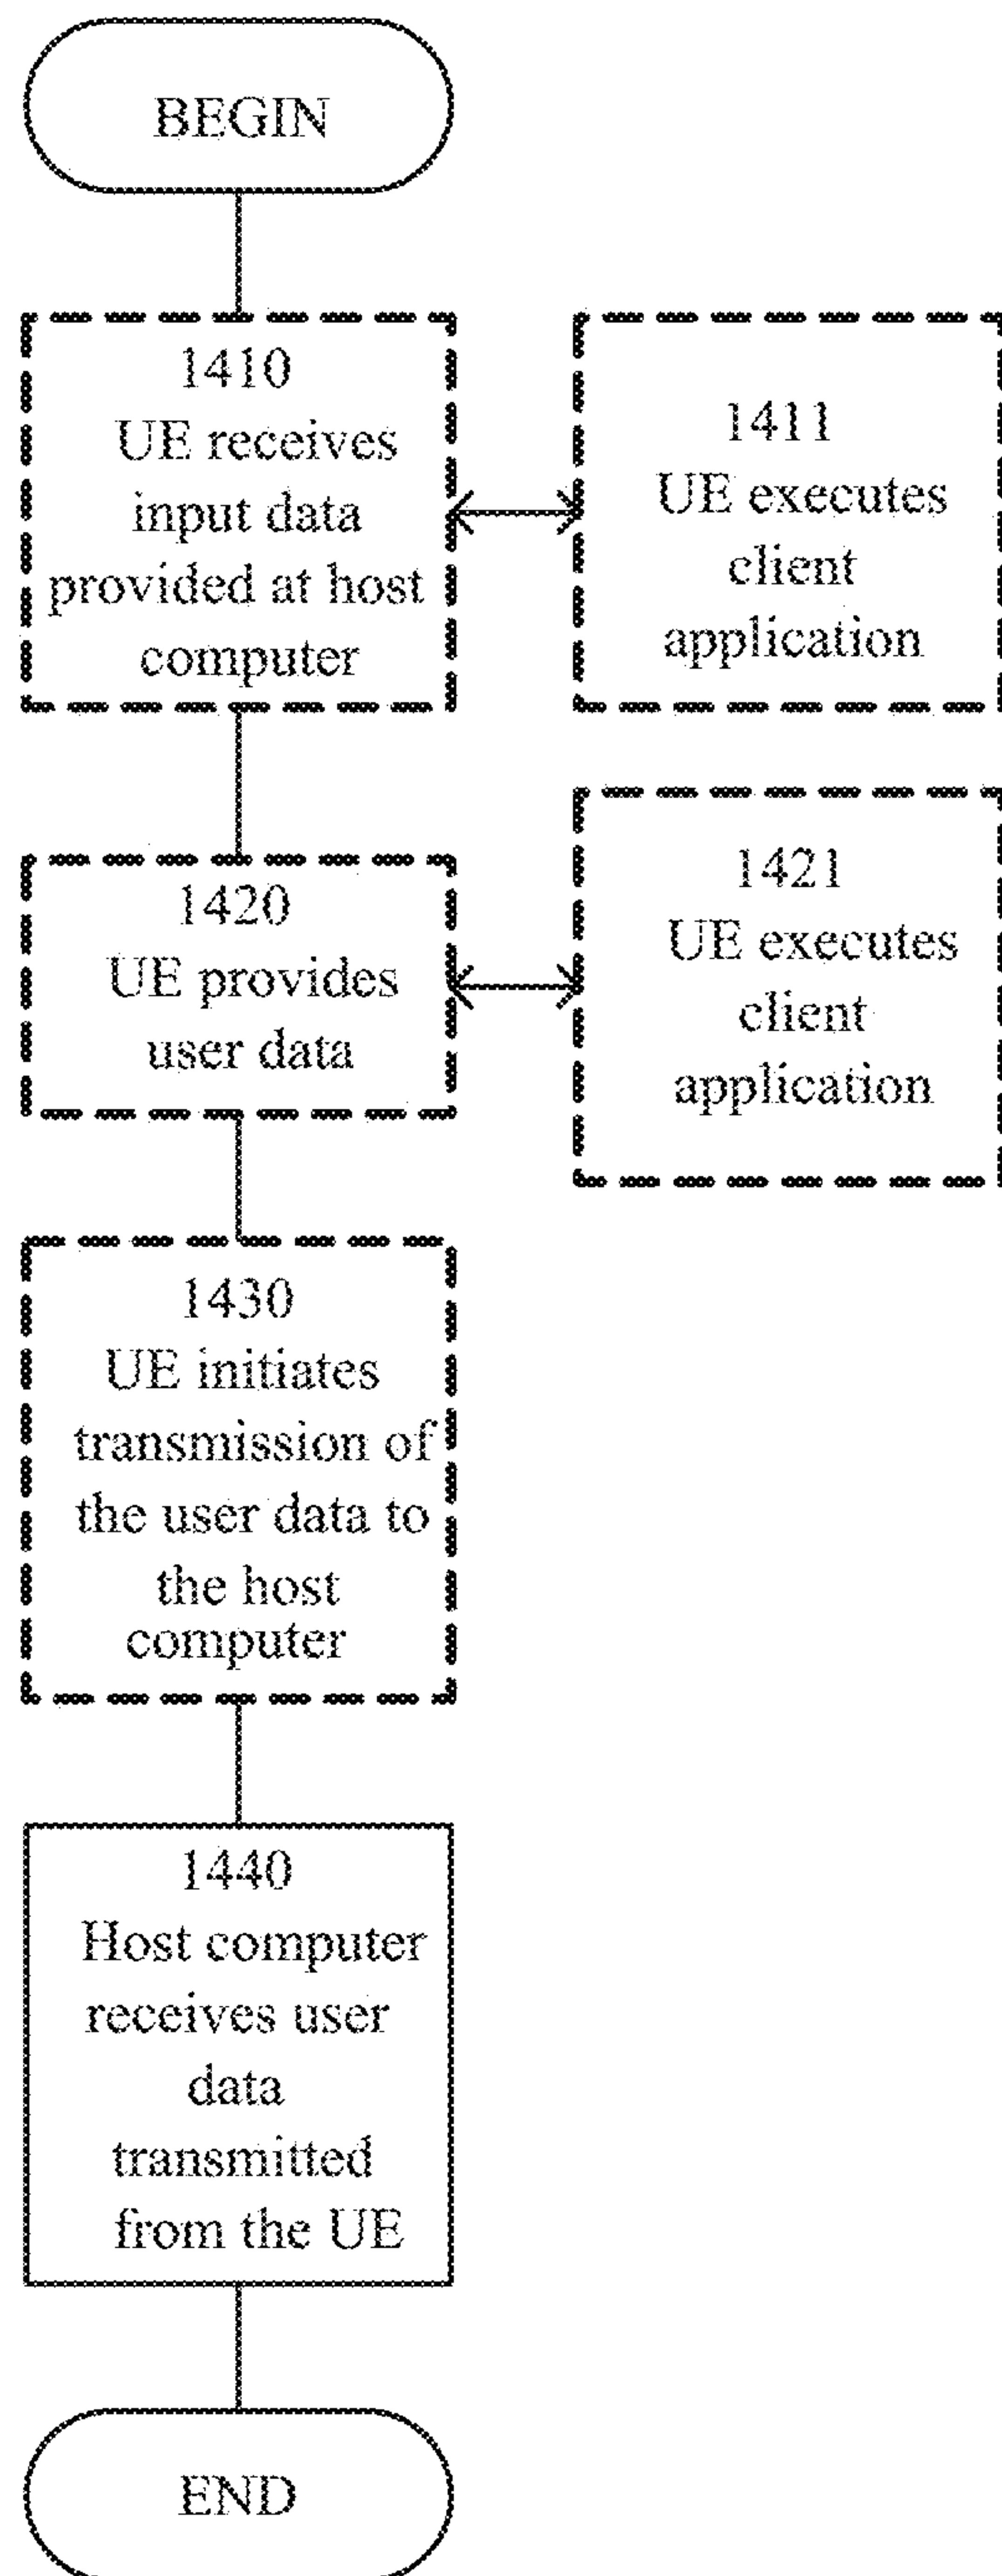 BEGIN
1410
UE receives
input data
provided at host
computer
1411
UE executes
client
application
1420
UE provides
user data
1421
UE executes
client
application
1430
UE initiates
transmission of
the user data to
the host
computer
1440
Host computer
receives user
data
transmitted
from the UE
END